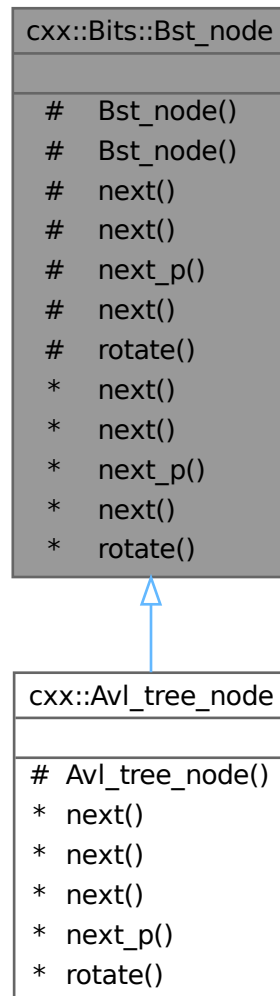 cxx::Bits::Bst_node
# Bst_node()
# Bst_node()
# next()
# next()
# next_p()
# next()
# rotate()
* next()
* next()
* next_p()
* next()
* rotate()
cxx::Avl_tree_node
# Avl_tree_node()
* next()
* next()
* next()
* next_p()
* rotate()